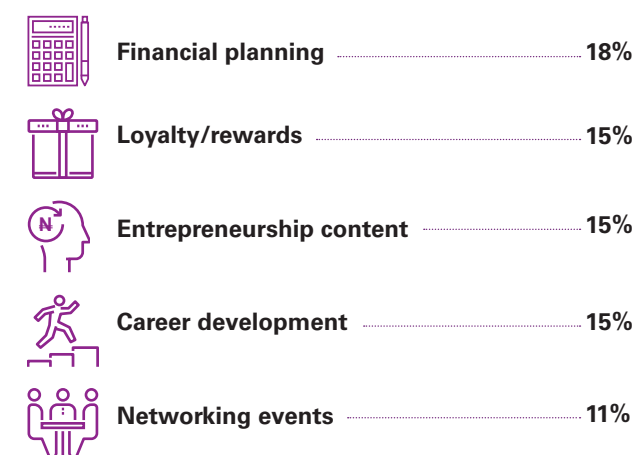 Financial planning 18%
Loyalty/rewards 15%
₦
Entrepreneurship content 15%
Career development 15%
Networking events 11%